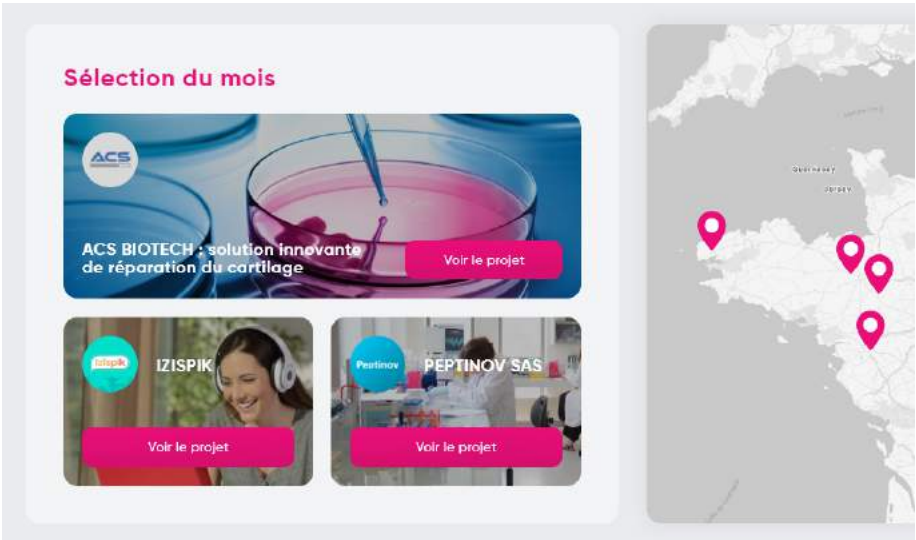 Sélection du mois
ACS
ACS BIOTECH : solution innovante
de réparation du cartilage
Voir le projet
izispik
IZISPIK
Voir le projet
Peptinov
PEPTINOV SAS
Voir le projet
Guernesey
Jersey